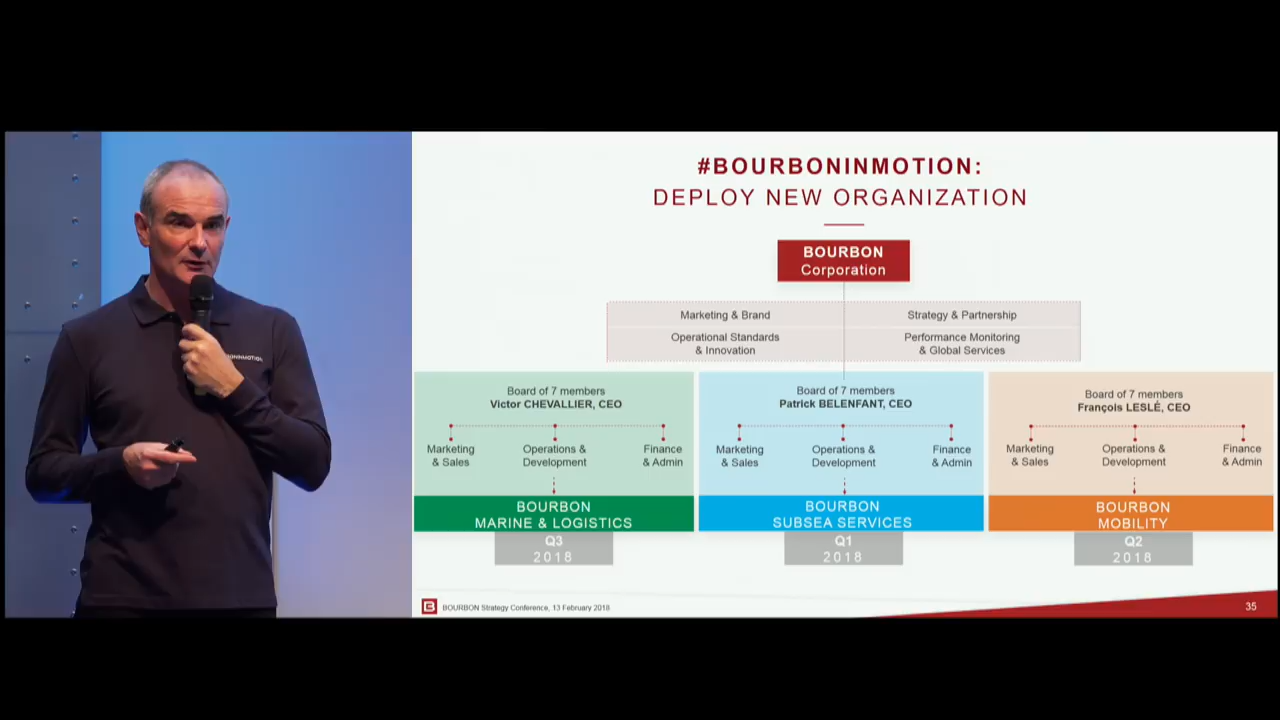 #BOURBONINMOTION:
DEPLOY NEW ORGANIZATION
BOURBON
Corporation
Marketing & Brand
Strategy & Partnership
Operational Standards
& Innovation
Performance Monitoring
& Global Services
Board of 7 members
Victor CHEVALLIER, CEO
Marketing
& Sales
Operations &
Development
Finance
& Admin
BOURBON
MARINE & LOGISTICS
Q3
2018
Board of 7 members
Patrick BELENFANT, CEO
Marketing
& Sales
Operations &
Development
Finance
& Admin
BOURBON
SUBSEA SERVICES
Q1
2018
Board of 7 members
François LESLÉ, CEO
Marketing
& Sales
Operations &
Development
Finance
& Admin
BOURBON
MOBILITY
Q2
2018
BOURBON Strategy Conference, 13 February 2018
35